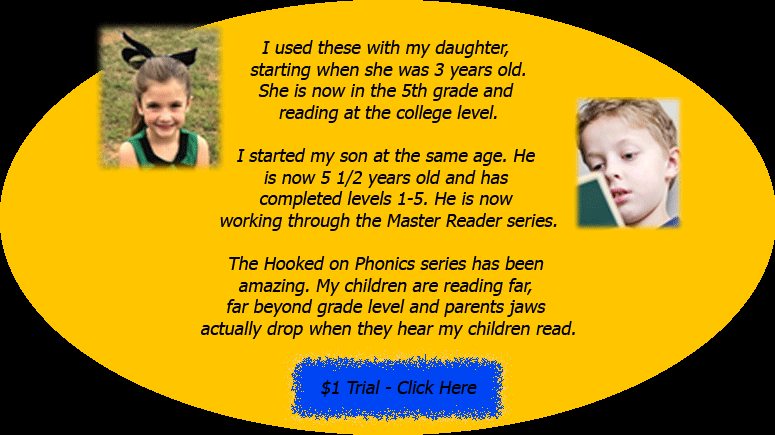 I used these with my daughter,
starting when she was 3 years old.
She is now in the 5th grade and
reading at the college level.
I started my son at the same age. He
is now 5 1/2 years old and has
completed levels 1-5. He is now
working through the Master Reader series.
The Hooked on Phonics series has been
amazing. My children are reading far,
far beyond grade level and parents jaws
actually drop when they hear my children read.
$1 Trial - Click Here